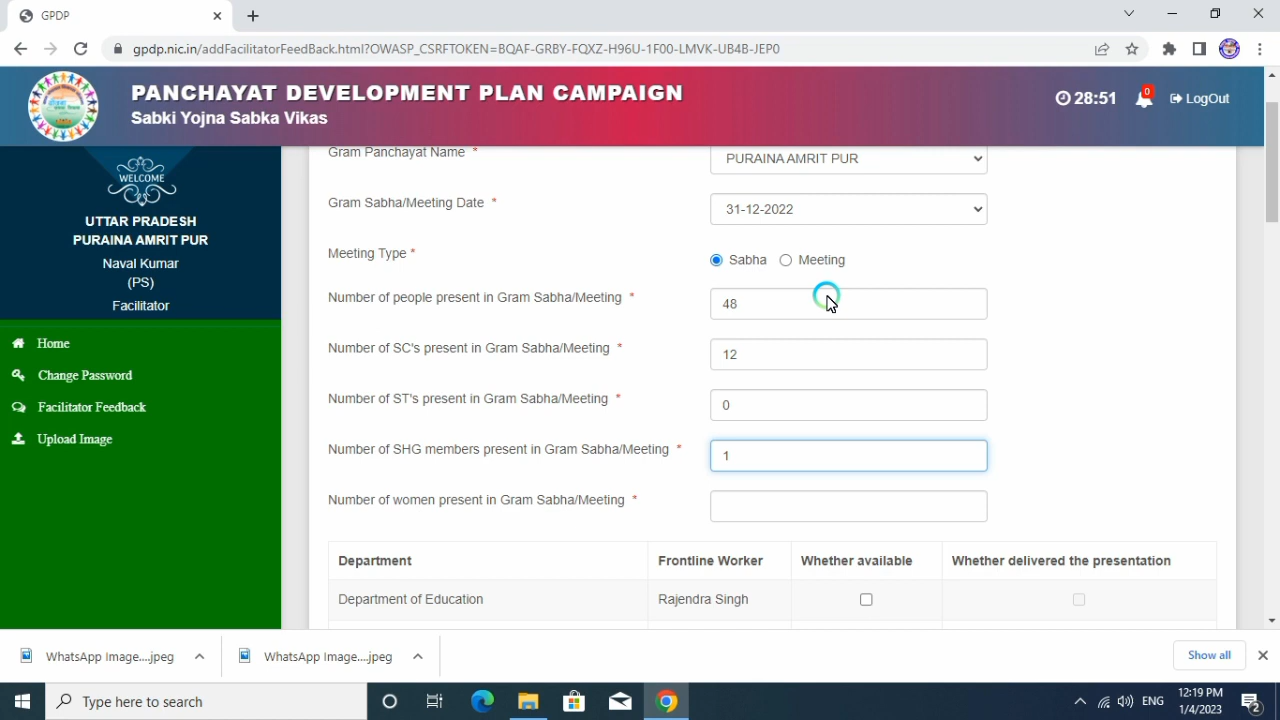 GPDP
gpdp.nic.in/addFacilitatorFeedBack.html?OWASP_CSRFTOKEN=BQAF-GRBY-FQXZ-H96U-1F00-LMVK-UB4B-JEP0
PANCHAYAT DEVELOPMENT PLAN CAMPAIGN
Sabki Yojna Sabka Vikas
28:51
0
LogOut
WELCOME
UTTAR PRADESH
PURAINA AMRIT PUR
Naval Kumar
(PS)
Facilitator
Home
Change Password
Facilitator Feedback
Upload Image
Gram Panchayat Name *
PURAINA AMRIT PUR
Gram Sabha/Meeting Date *
31-12-2022
Meeting Type *
Sabha Meeting
Number of people present in Gram Sabha/Meeting *
48
Number of SC's present in Gram Sabha/Meeting *
12
Number of ST's present in Gram Sabha/Meeting *
0
Number of SHG members present in Gram Sabha/Meeting *
1
Number of women present in Gram Sabha/Meeting *
Department Frontline Worker Whether available Whether delivered the presentation
Department of Education Rajendra Singh
WhatsApp Image....jpeg
WhatsApp Image....jpeg
Show all
Type here to search
ENG
12:19 PM
1/4/2023
2